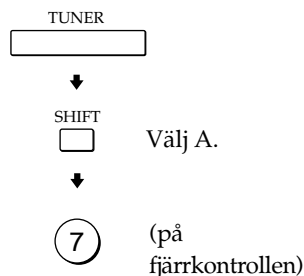 TUNER
SHIFT
Välj A.
7
(på
fjärrkontrollen)